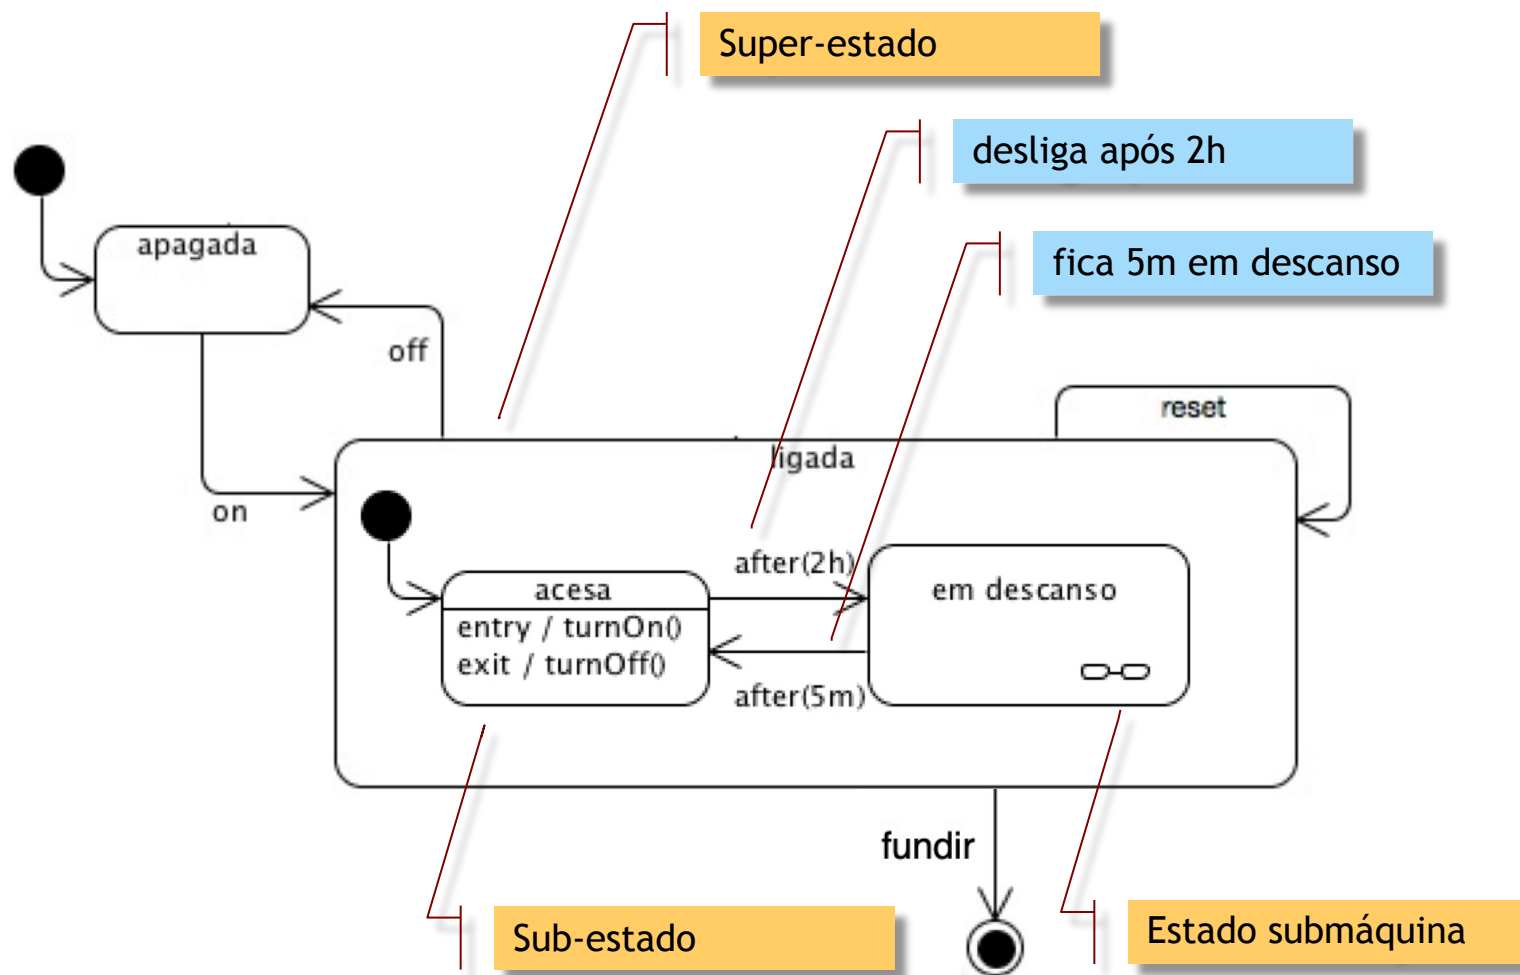 Super-estado
desliga após 2h
apagada
fica 5m em descanso
off
reset
ligada
on
after(2h)
acesa
em descanso
entry / turnOn()
exit / turnOff()
after(5m)
fundir
Sub-estado
Estado submáquina